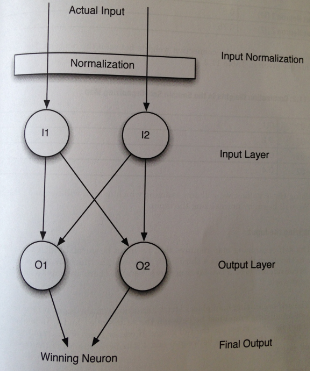 Actual Input
Normalization
Input Normalization
I1
I2
Input Layer
O1
O2
Output Layer
Winning Neuron
Final Output